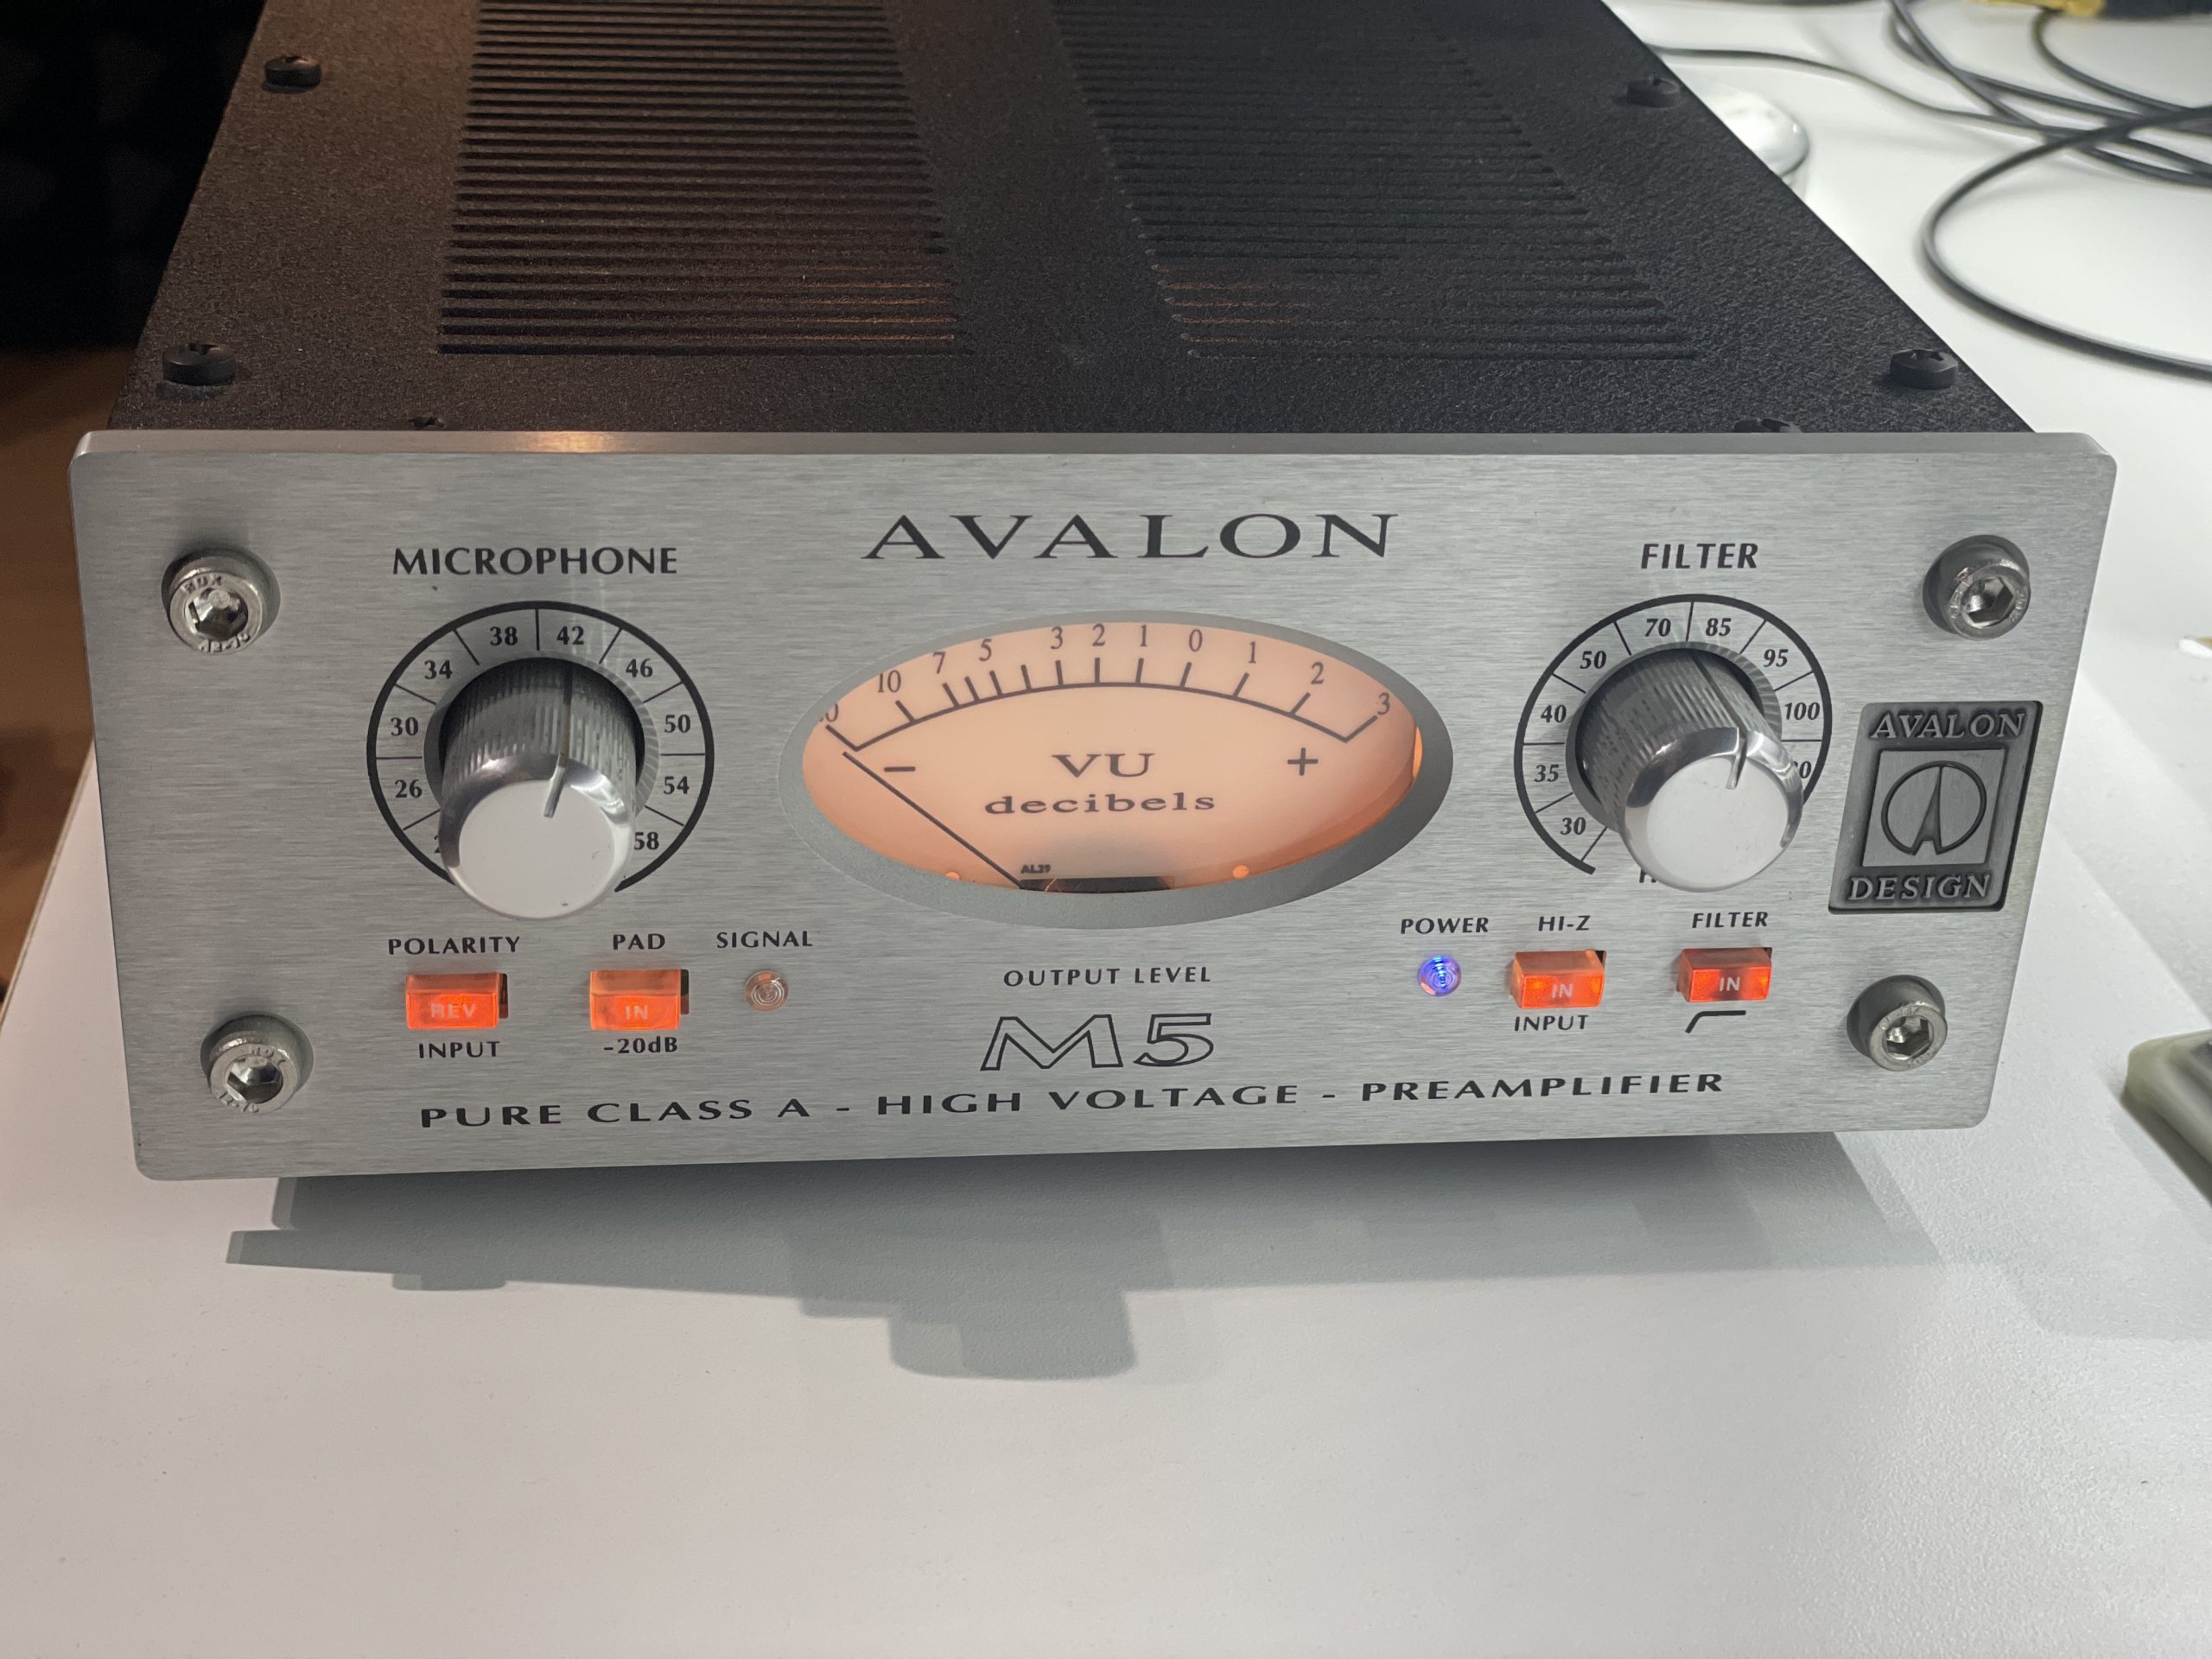 AVALON
MICROPHONE
26 30 34 38 42 46 50 54 58
10 7 5 3 2 1 0 1 2 3
- VU +
decibels
AL39
FILTER
30 35 40 50 70 85 95 100
AVALON
DESIGN
POLARITY
REV
INPUT
PAD
IN
-20dB
SIGNAL
OUTPUT LEVEL
M5
POWER
HI-Z
IN
INPUT
FILTER
IN
PURE CLASS A - HIGH VOLTAGE - PREAMPLIFIER